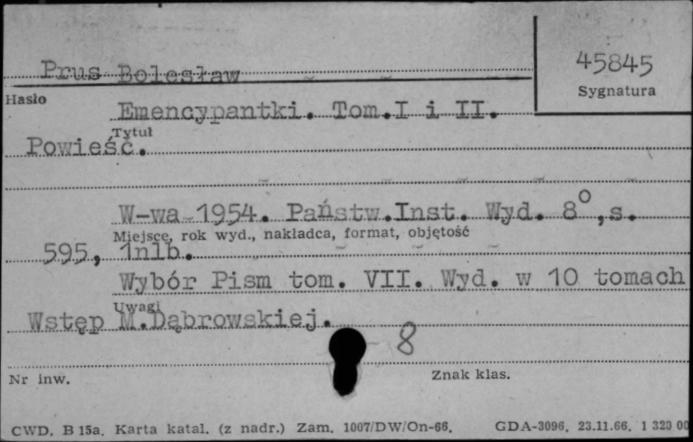 45845
Prus Bolesław
Sygnatura
Hasło
Emencypantki. Tom.I i II.
Tytuł
Powieść.
W-wa 1954. Państw.Inst. Wyd. 8⁰,s.
Miejsce, rok wyd., nakładca, format, objętość
595, 1nlb.
Wybór Pism tom. VII. Wyd. w 10 tomach
Uwagi
Wstęp M.Dąbrowskiej.
8
Nr inw.
Znak klas.
CWD. B 15a. Karta katal. (z nadr.) Zam. 1007/DW/On-66. GDA-3096. 23.11.66. 1 320 00